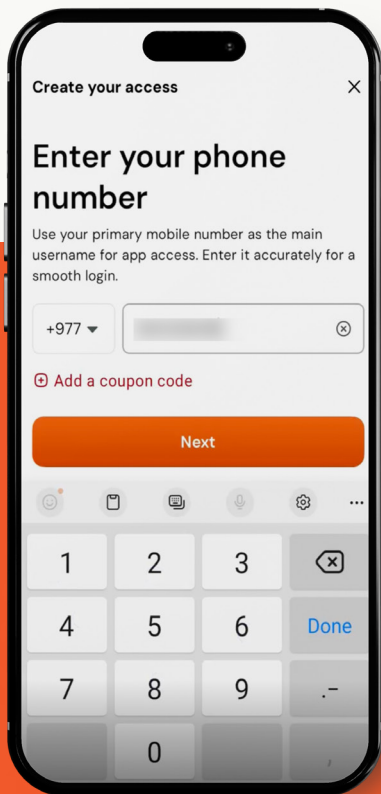 Create your access
Enter your phone
number
Use your primary mobile number as the main
username for app access. Enter it accurately for a
smooth login.
+977
Add a coupon code
Next
1 2 3
4 5 6 Done
7 8 9 .-
0 ,